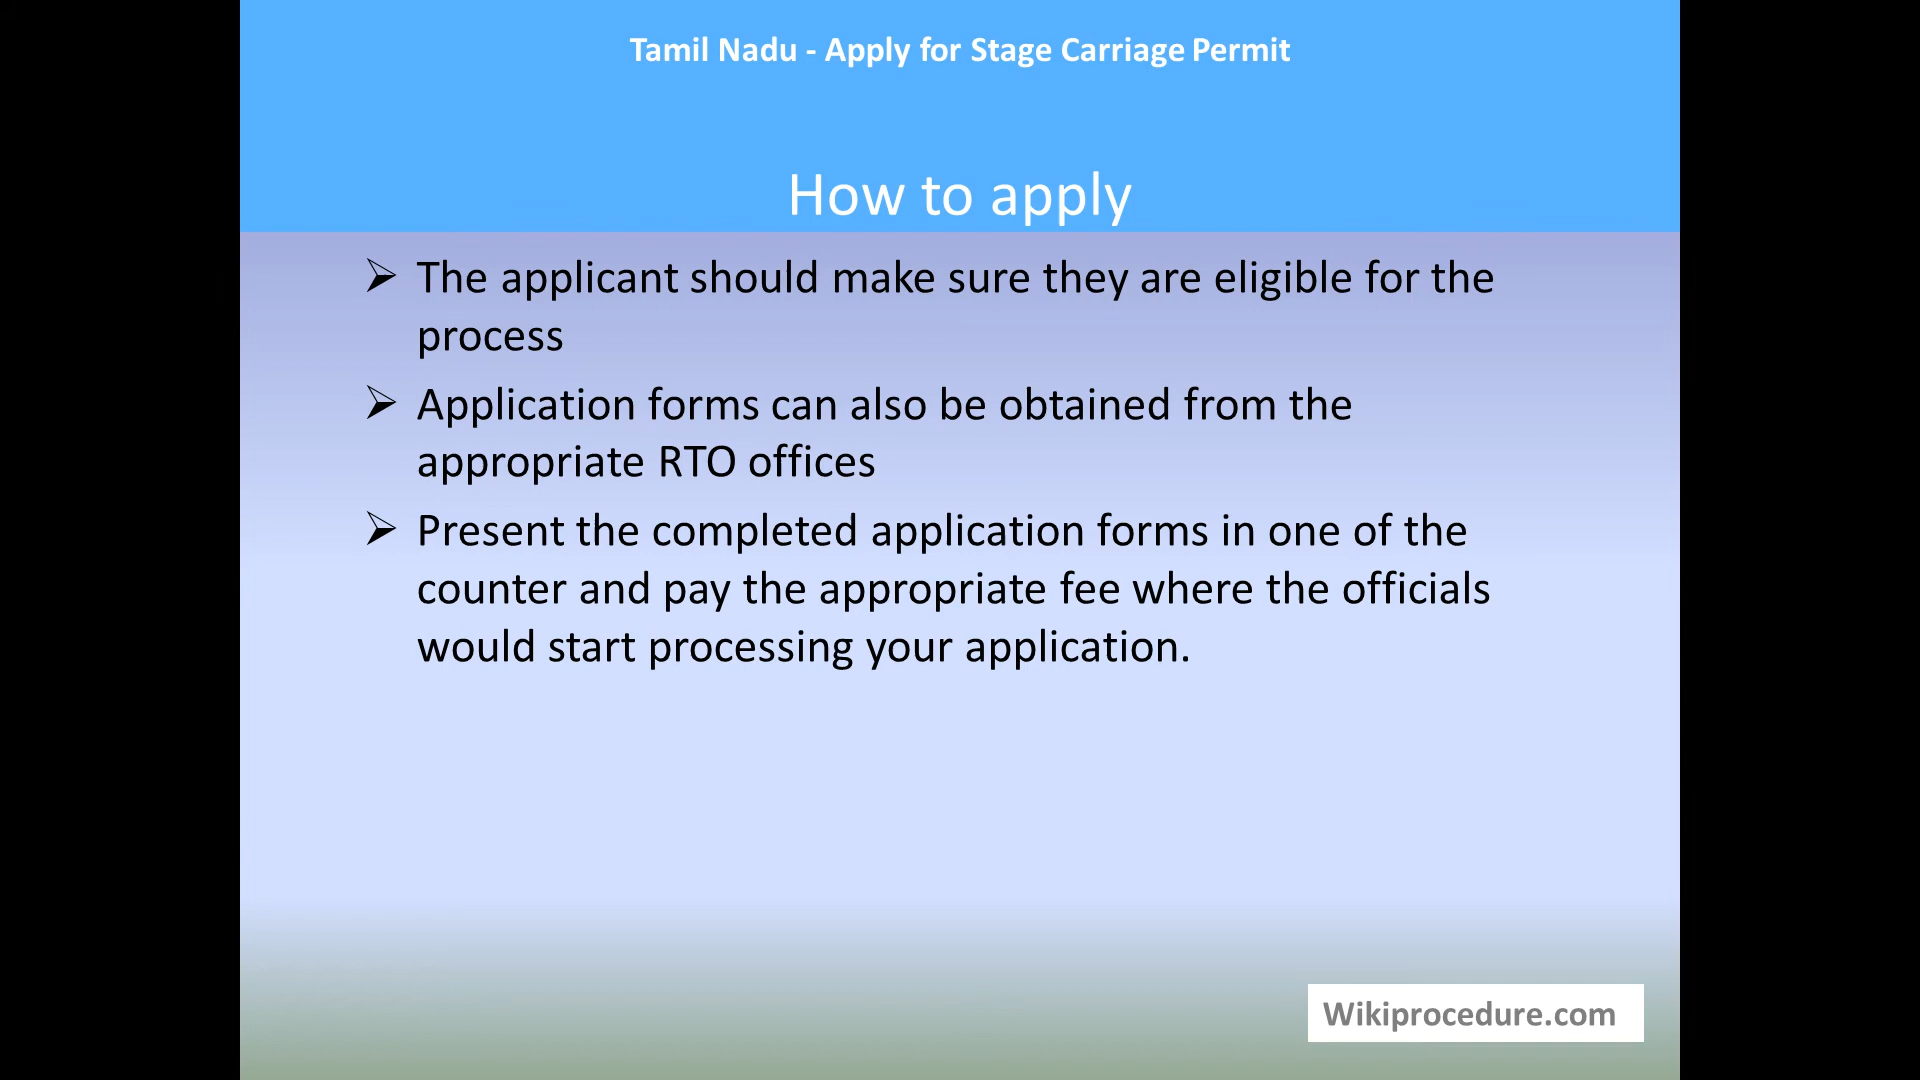 Tamil Nadu - Apply for Stage Carriage Permit
How to apply
➢ The applicant should make sure they are eligible for the
process
➢ Application forms can also be obtained from the
appropriate RTO offices
➢ Present the completed application forms in one of the
counter and pay the appropriate fee where the officials
would start processing your application.
Wikiprocedure.com